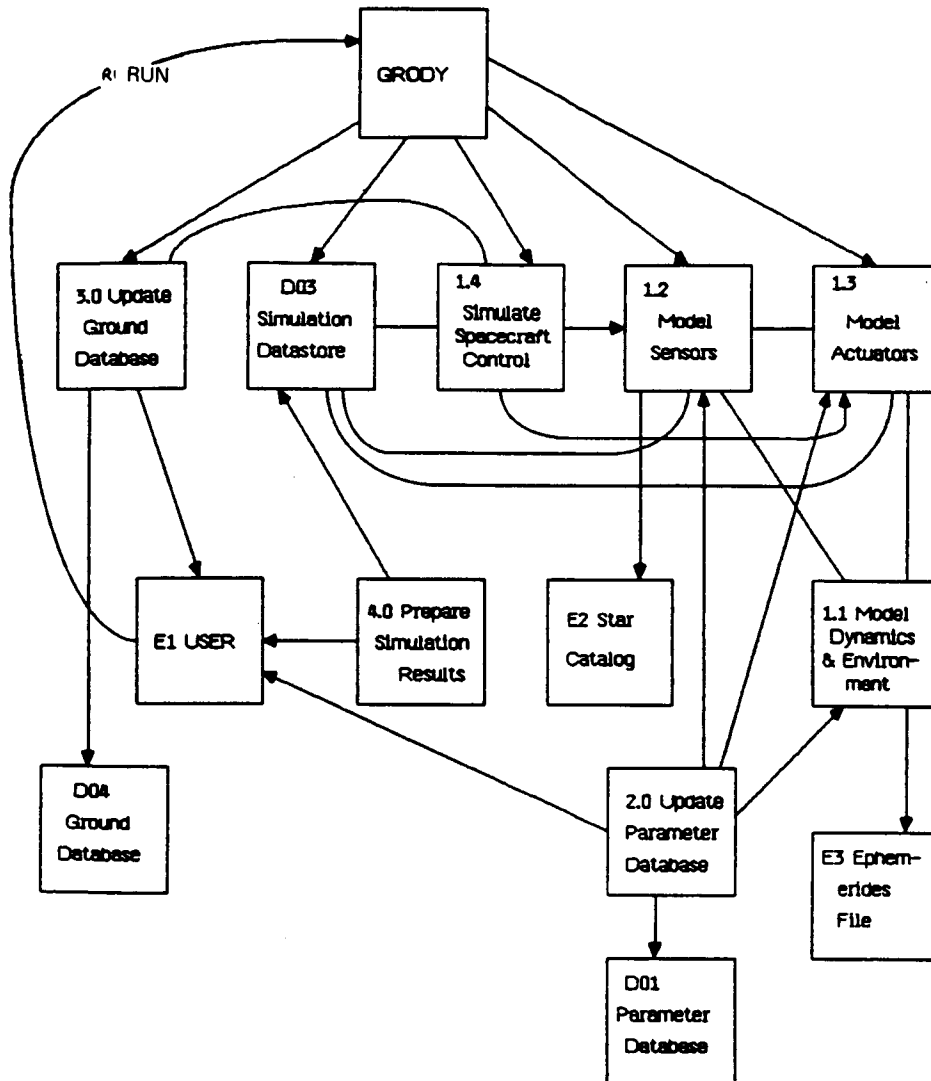 RUN
GRODY
3.0 Update
Ground
Database
D03
Simulation
Datastore
1.4
Simulate
Spacecraft
Control
1.2
Model
Sensors
1.3
Model
Actuators
E1 USER
4.0 Prepare
Simulation
Results
E2 Star
Catalog
1.1 Model
Dynamics
& Environ-
ment
D04
Ground
Database
2.0 Update
Parameter
Database
E3 Ephem-
erides
File
D01
Parameter
Database